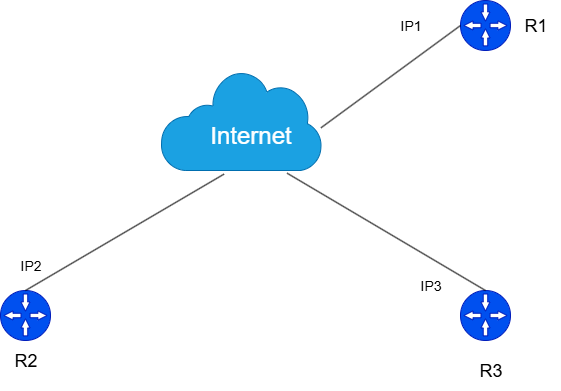 IP1
R1
Internet
IP2
R2
IP3
R3